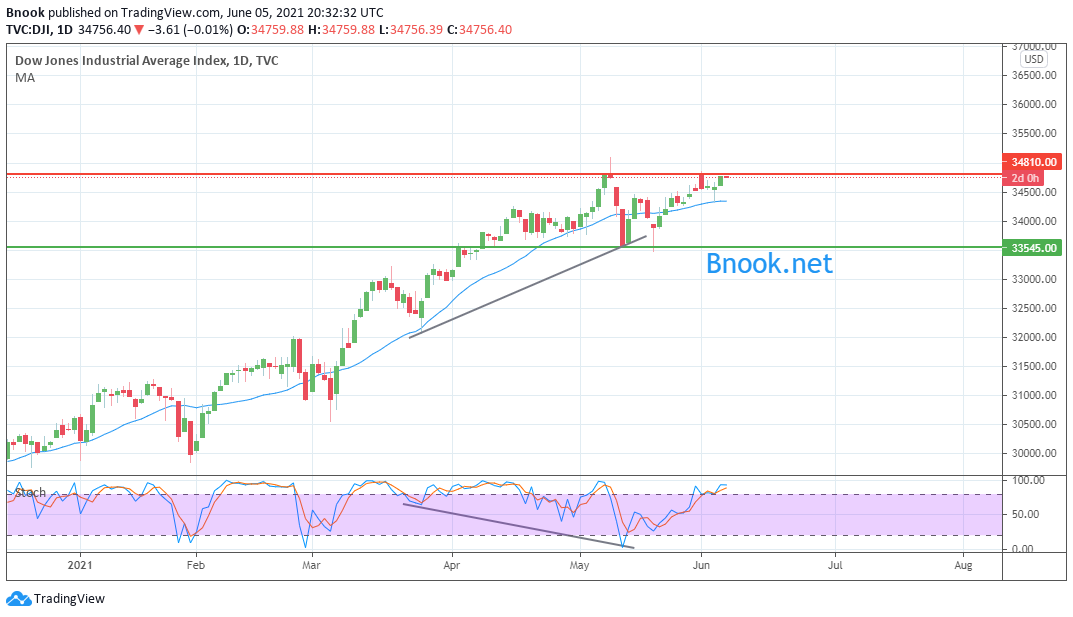 Bnook published on TradingView.com, June 05, 2021 20:32:32 UTC
TVC:DJI, 1D 34756.40 ▼ −3.61 (−0.01%) O:34759.88 H:34759.88 L:34756.39 C:34756.40
37000.00
Dow Jones Industrial Average Index, 1D, TVC
USD
MA
36500.00
36000.00
35500.00
34810.00
2d 0h
34500.00
34000.00
33545.00
Bnook.net
33000.00
32500.00
32000.00
31500.00
31000.00
30500.00
30000.00
Stoch
100.00
50.00
0.00
2021 Feb Mar Apr May Jun Jul Aug
TradingView